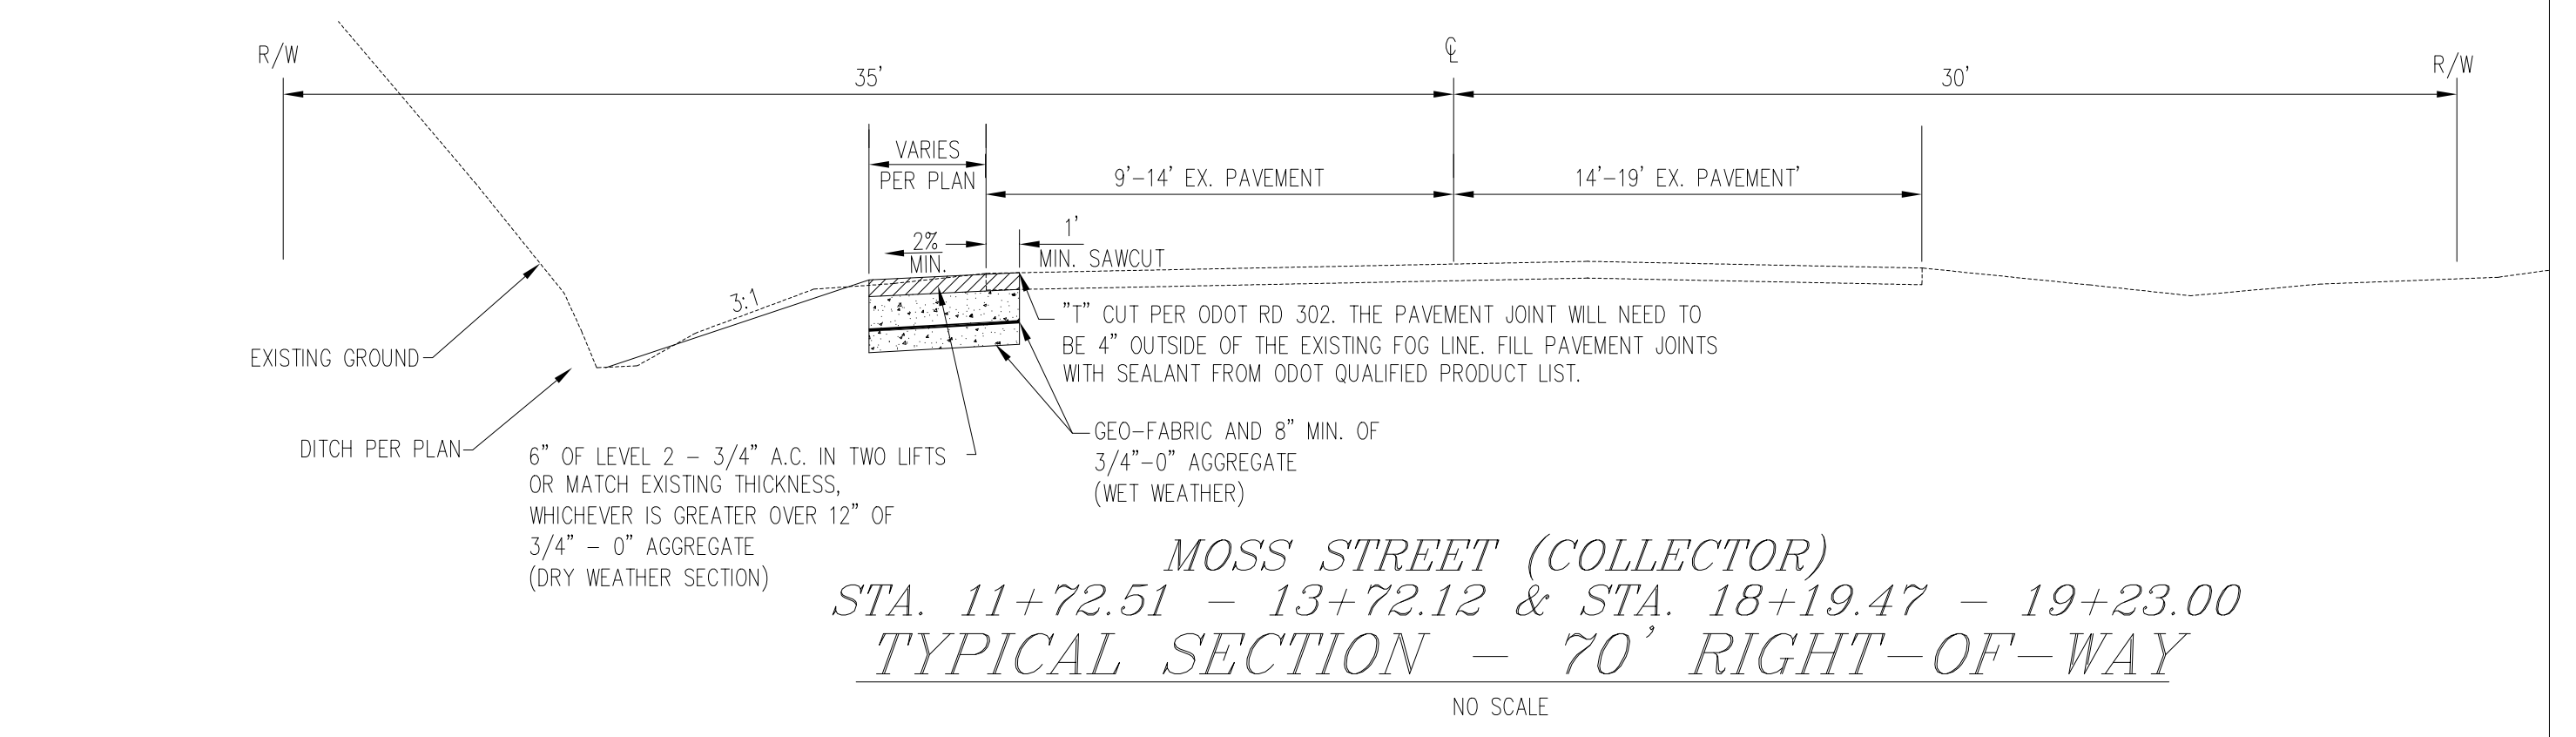 R/W
35'
℄
30'
R/W
VARIES
PER PLAN
9'-14' EX. PAVEMENT
14'-19' EX. PAVEMENT'
2%
MIN.
1'
MIN. SAWCUT
3:1
"T" CUT PER ODOT RD 302. THE PAVEMENT JOINT WILL NEED TO
BE 4" OUTSIDE OF THE EXISTING FOG LINE. FILL PAVEMENT JOINTS
WITH SEALANT FROM ODOT QUALIFIED PRODUCT LIST.
EXISTING GROUND
DITCH PER PLAN
6" OF LEVEL 2 - 3/4" A.C. IN TWO LIFTS
OR MATCH EXISTING THICKNESS,
WHICHEVER IS GREATER OVER 12" OF
3/4" - 0" AGGREGATE
(DRY WEATHER SECTION)
GEO-FABRIC AND 8" MIN. OF
3/4"-0" AGGREGATE
(WET WEATHER)
MOSS STREET (COLLECTOR)
STA. 11+72.51 - 13+72.12 & STA. 18+19.47 - 19+23.00
TYPICAL SECTION - 70' RIGHT-OF-WAY
NO SCALE